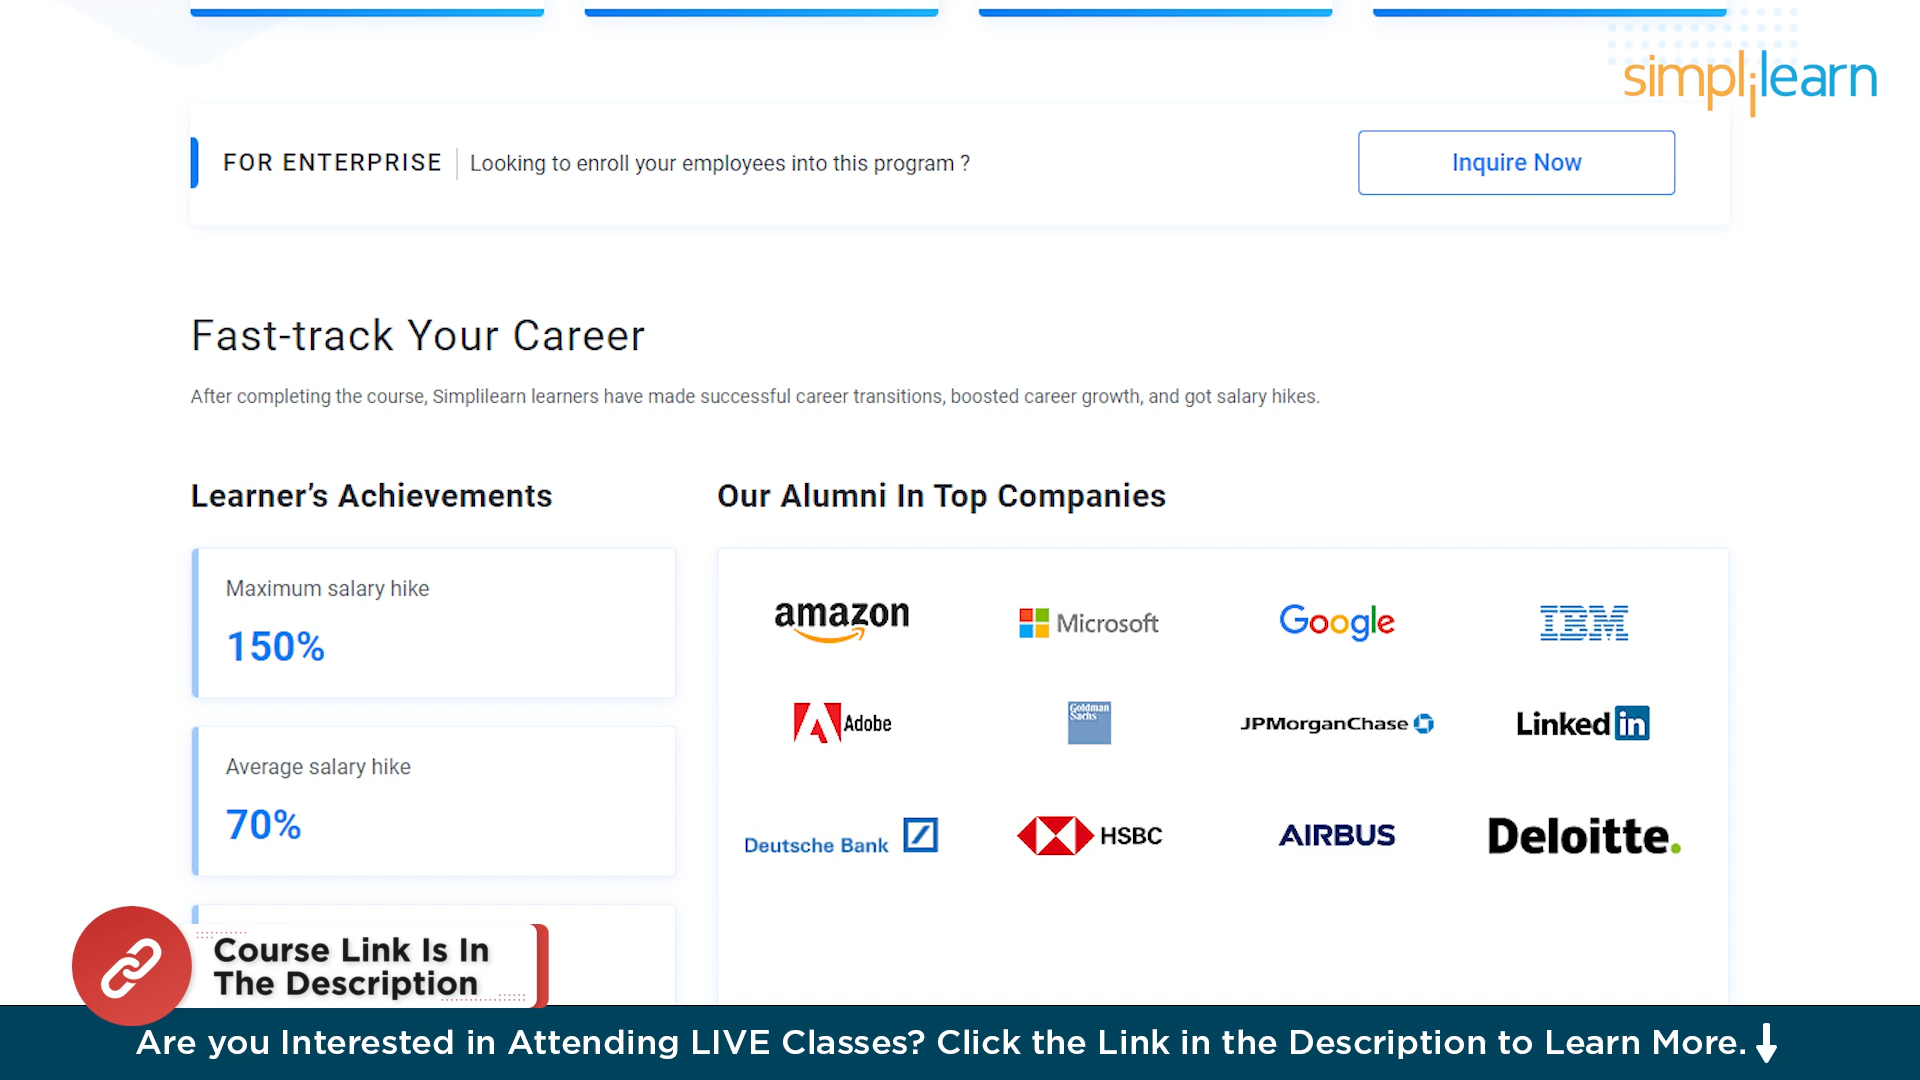 simplilearn
FOR ENTERPRISE
Looking to enroll your employees into this program ?
Inquire Now
Fast-track Your Career
After completing the course, Simplilearn learners have made successful career transitions, boosted career growth, and got salary hikes.
Learner’s Achievements
Our Alumni In Top Companies
Maximum salary hike
150%
Average salary hike
70%
amazon
Microsoft
Google
IBM
Adobe
Goldman
Sachs
JPMorganChase
Linked in
Deutsche Bank
HSBC
AIRBUS
Deloitte.
Course Link Is In
The Description
Are you Interested in Attending LIVE Classes? Click the Link in the Description to Learn More.